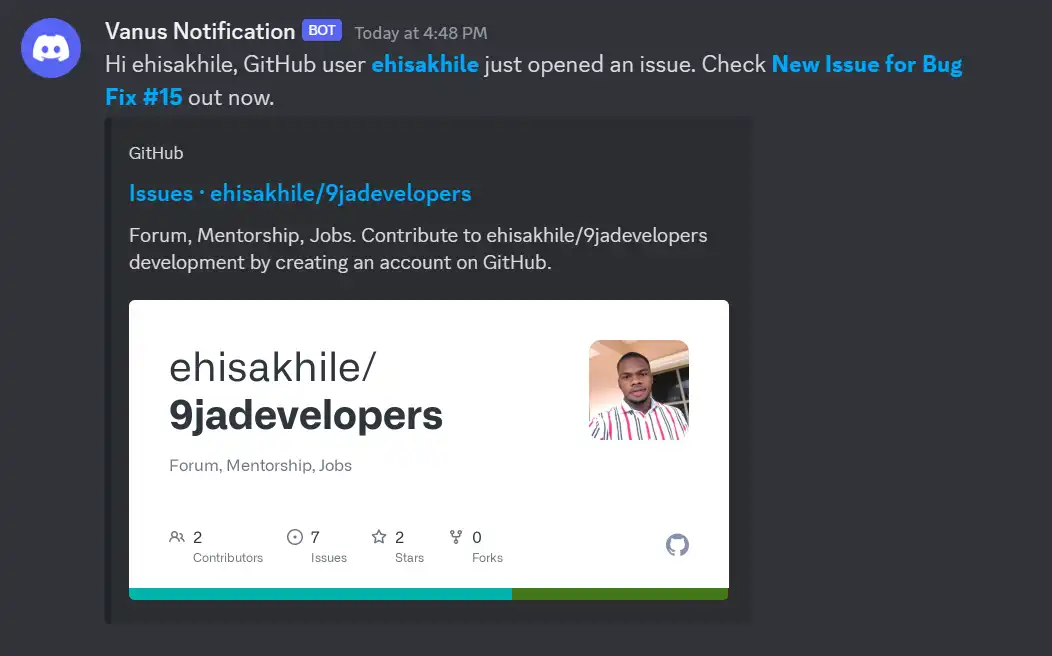 Vanus Notification BOT Today at 4:48 PM
Hi ehisakhile, GitHub user ehisakhile just opened an issue. Check New Issue for Bug
Fix #15 out now.
GitHub
Issues · ehisakhile/9jadevelopers
Forum, Mentorship, Jobs. Contribute to ehisakhile/9jadevelopers
development by creating an account on GitHub.
ehisakhile/
9jadevelopers
Forum, Mentorship, Jobs
2 7 2 0
Contributors Issues Stars Forks